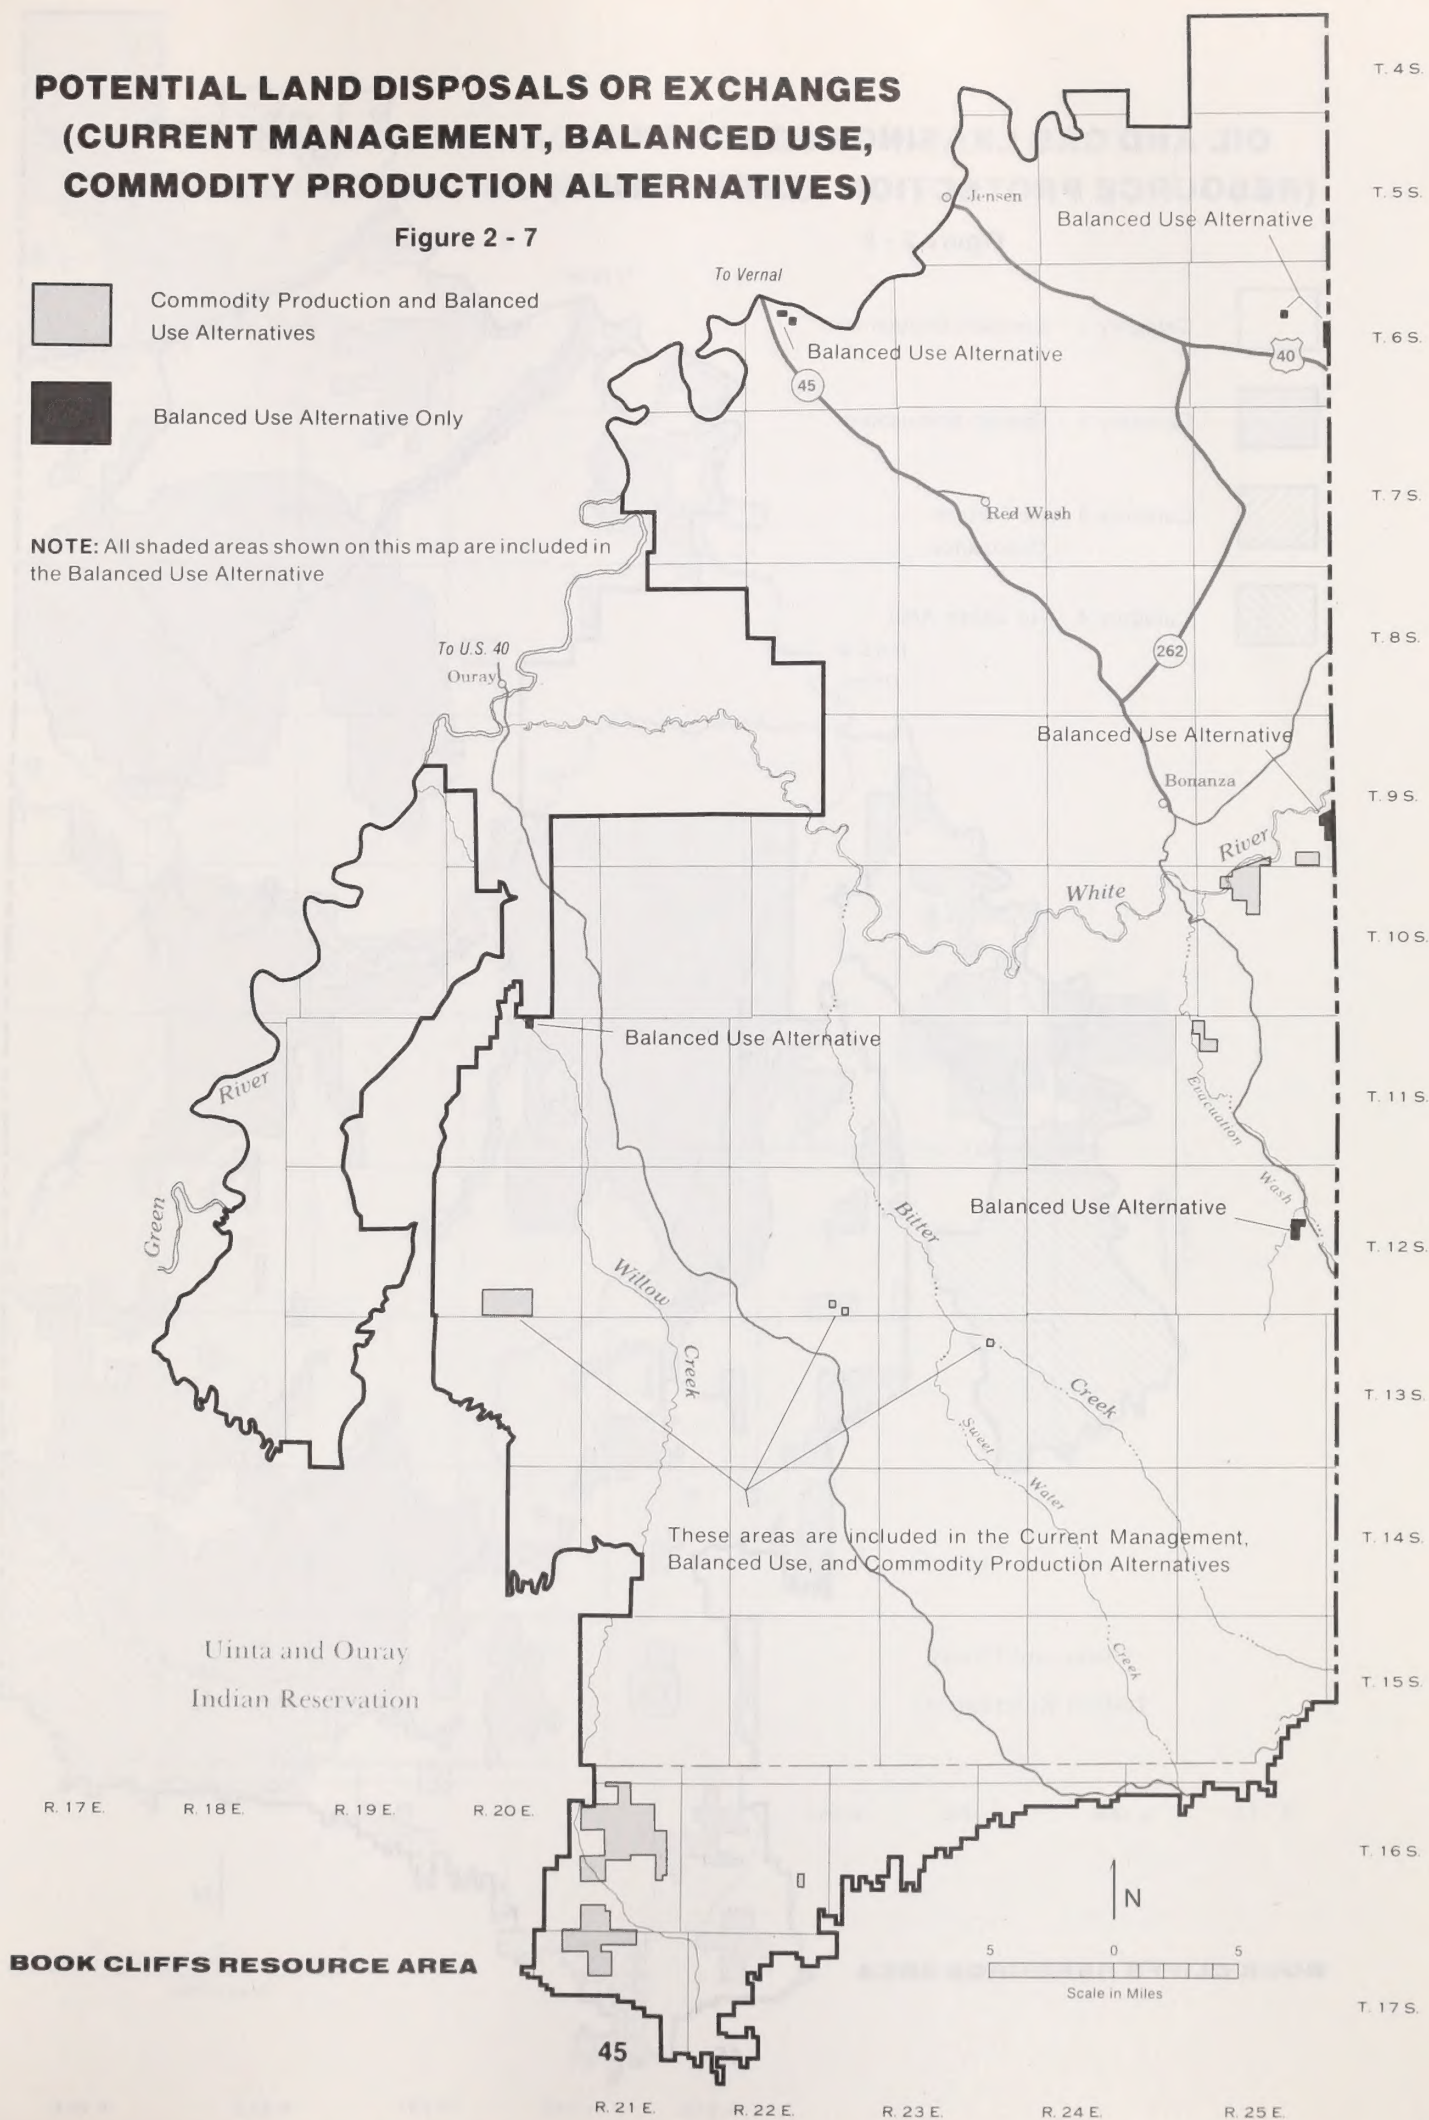 POTENTIAL LAND DISPOSALS OR EXCHANGES
(CURRENT MANAGEMENT, BALANCED USE,
COMMODITY PRODUCTION ALTERNATIVES)
Figure 2 - 7
Commodity Production and Balanced
Use Alternatives
Balanced Use Alternative Only
NOTE: All shaded areas shown on this map are included in
the Balanced Use Alternative
T. 4 S.
T. 5 S.
Jensen
Balanced Use Alternative
To Vernal
T. 6 S.
Balanced Use Alternative
40
45
T. 7 S.
Red Wash
T. 8 S.
To U.S. 40
Ouray
262
Balanced Use Alternative
Bonanza
T. 9 S.
River
White
T. 10 S.
Balanced Use Alternative
River
Evacuation
T. 11 S.
Wash
Balanced Use Alternative
Green
Bitter
T. 12 S.
Willow
Creek
Creek
T. 13 S.
Sweet
Water
These areas are included in the Current Management,
Balanced Use, and Commodity Production Alternatives
T. 14 S.
Creek
Uinta and Ouray
Indian Reservation
T. 15 S.
R. 17 E.
R. 18 E.
R. 19 E.
R. 20 E.
T. 16 S.
N
BOOK CLIFFS RESOURCE AREA
5 0 5
Scale in Miles
T. 17 S.
45
R. 21 E.
R. 22 E.
R. 23 E.
R. 24 E.
R. 25 E.